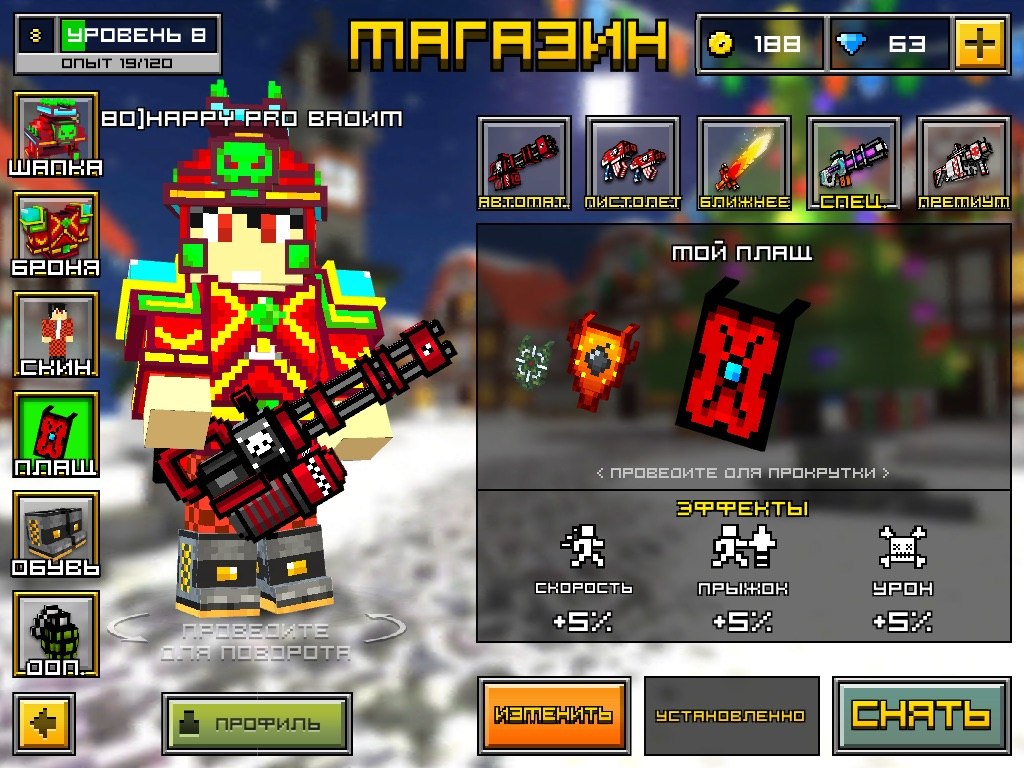 8
УРОВЕНЬ 8
ОПЫТ 19/120
МАГАЗИН
188
63
ВО]HAPPY PRO ВАДИМ
ШАПКА
БРОНЯ
СКИН
ПЛАЩ
ОБУВЬ
ДОП.
АВТОМАТ.
ПИСТОЛЕТ
БЛИЖНЕЕ
СПЕЦ.
ПРЕМИУМ
МОЙ ПЛАЩ
< ПРОВЕДИТЕ ДЛЯ ПРОКРУТКИ >
ЭФФЕКТЫ
СКОРОСТЬ
ПРЫЖОК
УРОН
+5%
+5%
+5%
ПРОВЕДИТЕ
ДЛЯ ПОВОРОТА
ПРОФИЛЬ
ИЗМЕНИТЬ
УСТАНОВЛЕННО
СНЯТЬ